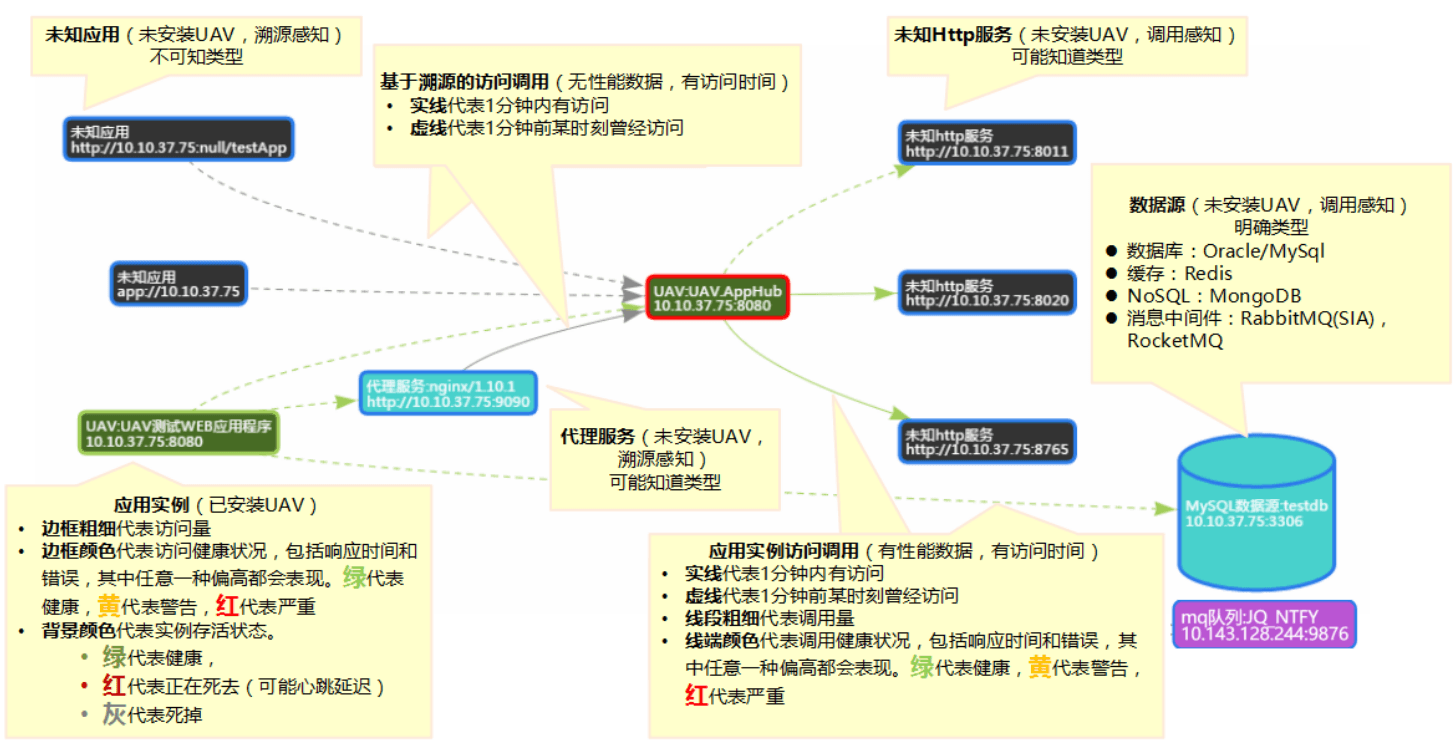 未知应用（未安装UAV，溯源感知）
不可知类型
基于溯源的访问调用（无性能数据，有访问时间）
• 实线代表1分钟内有访问
• 虚线代表1分钟前某时刻曾经访问
未知Http服务（未安装UAV，调用感知）
可能知道类型
未知应用
http://10.10.37.75:null/testApp
未知http服务
http://10.10.37.75:8011
数据源（未安装UAV，调用感知）
明确类型
● 数据库：Oracle/MySql
● 缓存：Redis
● NoSQL：MongoDB
● 消息中间件：RabbitMQ(SIA)，
RocketMQ
未知应用
app://10.10.37.75
UAV:UAV.AppHub
10.10.37.75:8080
未知http服务
http://10.10.37.75:8020
代理服务:nginx/1.10.1
http://10.10.37.75:9090
UAV:UAV测试WEB应用程序
10.10.37.75:8080
代理服务（未安装UAV，
溯源感知）
可能知道类型
未知http服务
http://10.10.37.75:8765
MySQL数据源:testdb
10.10.37.75:3306
应用实例（已安装UAV）
• 边框粗细代表访问量
• 边框颜色代表访问健康状况，包括响应时间和
错误，其中任意一种偏高都会表现。绿代表
健康，黄代表警告，红代表严重
• 背景颜色代表实例存活状态。
• 绿代表健康，
• 红代表正在死去（可能心跳延迟）
• 灰代表死掉
应用实例访问调用（有性能数据，有访问时间）
• 实线代表1分钟内有访问
• 虚线代表1分钟前某时刻曾经访问
• 线段粗细代表调用量
• 线端颜色代表调用健康状况，包括响应时间和错误，其
中任意一种偏高都会表现。绿代表健康，黄代表警告，
红代表严重
mq队列:JQ_NTFY
10.143.128.244:9876